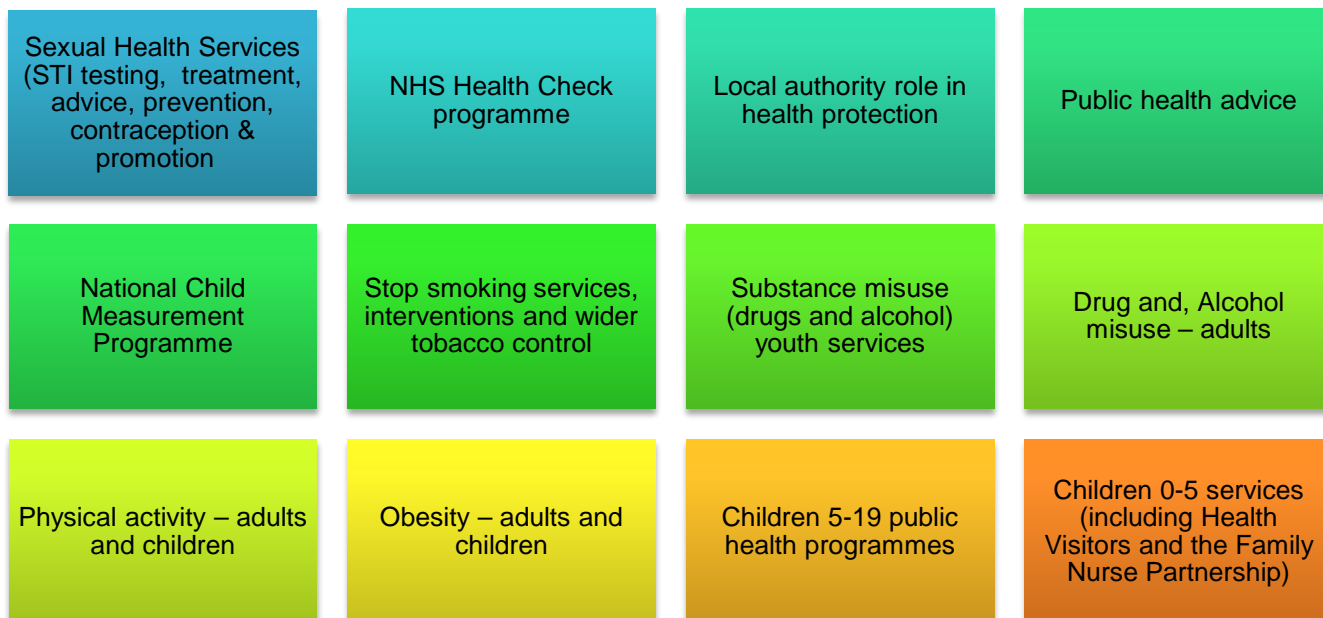 Sexual Health Services
(STI testing, treatment,
advice, prevention,
contraception &
promotion
NHS Health Check
programme
Local authority role in
health protection
Public health advice
National Child
Measurement
Programme
Stop smoking services,
interventions and wider
tobacco control
Substance misuse
(drugs and alcohol)
youth services
Drug and, Alcohol
misuse – adults
Physical activity – adults
and children
Obesity – adults and
children
Children 5-19 public
health programmes
Children 0-5 services
(including Health
Visitors and the Family
Nurse Partnership)